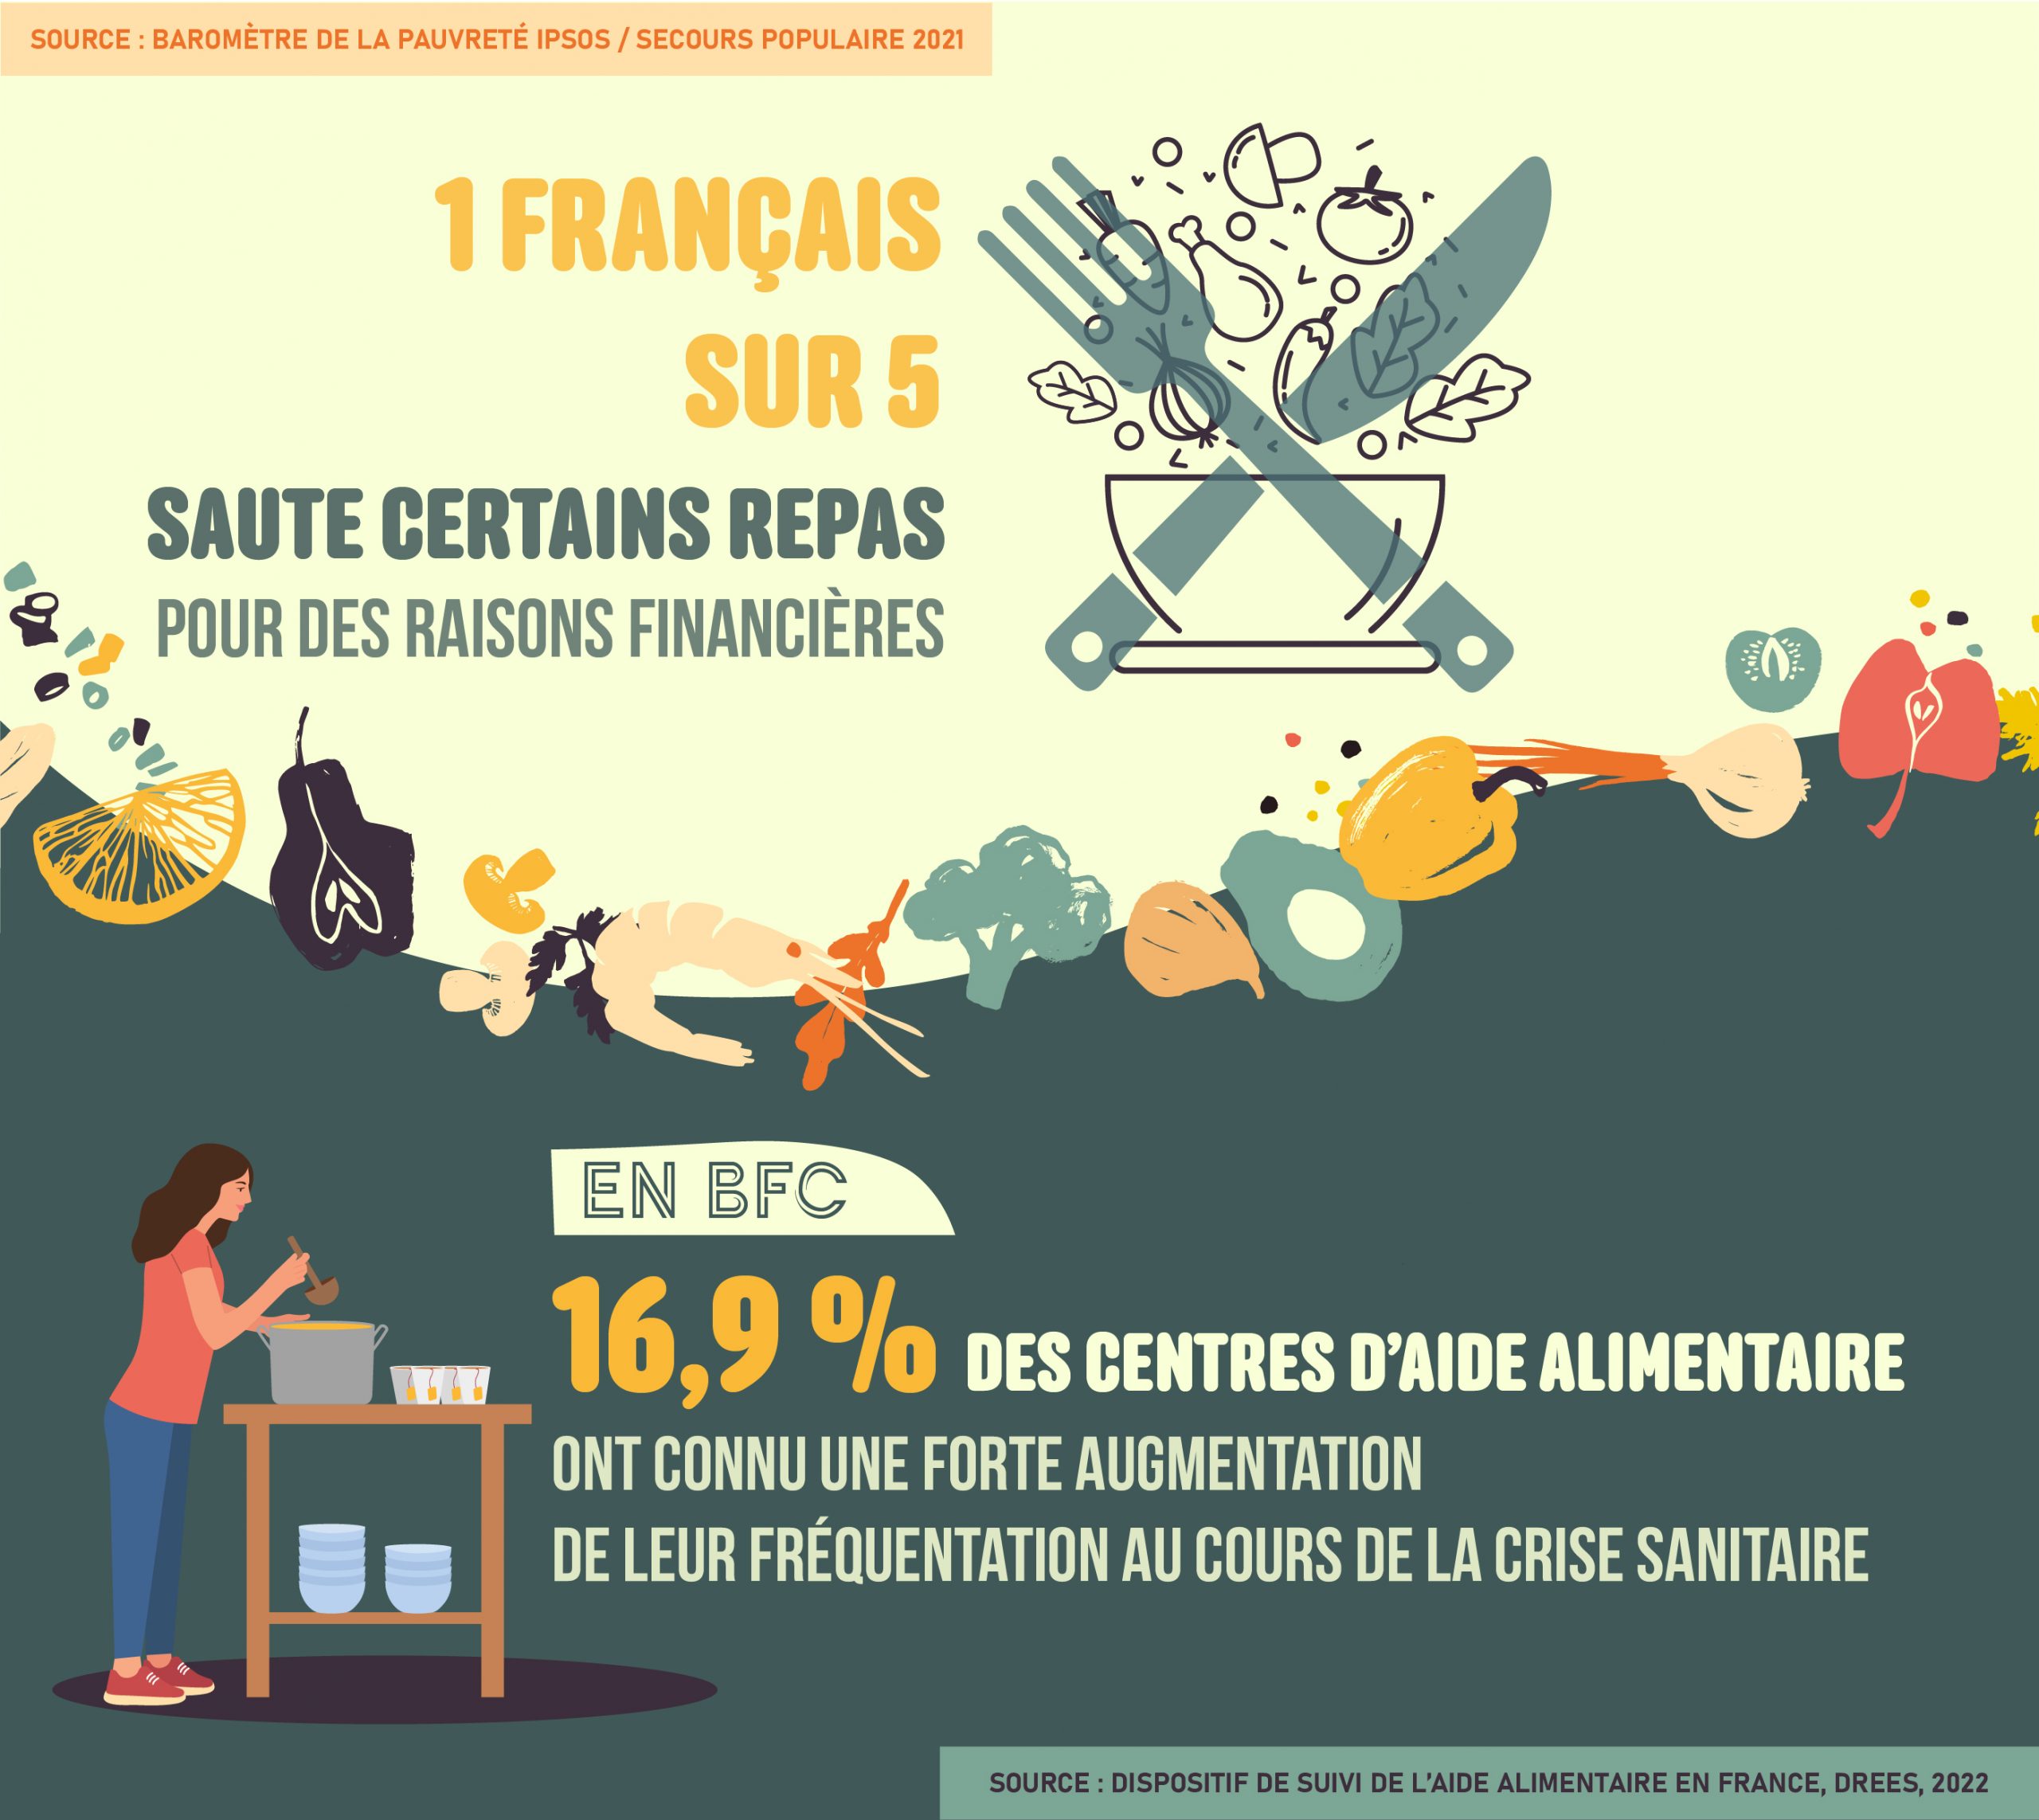 SOURCE : BAROMÈTRE DE LA PAUVRETÉ IPSOS / SECOURS POPULAIRE 2021
1 FRANÇAIS
SUR 5
SAUTE CERTAINS REPAS
POUR DES RAISONS FINANCIÈRES
EN BFC
16,9 % DES CENTRES D'AIDE ALIMENTAIRE
ONT CONNU UNE FORTE AUGMENTATION
DE LEUR FRÉQUENTATION AU COURS DE LA CRISE SANITAIRE
SOURCE : DISPOSITIF DE SUIVI DE L'AIDE ALIMENTAIRE EN FRANCE, DREES, 2022